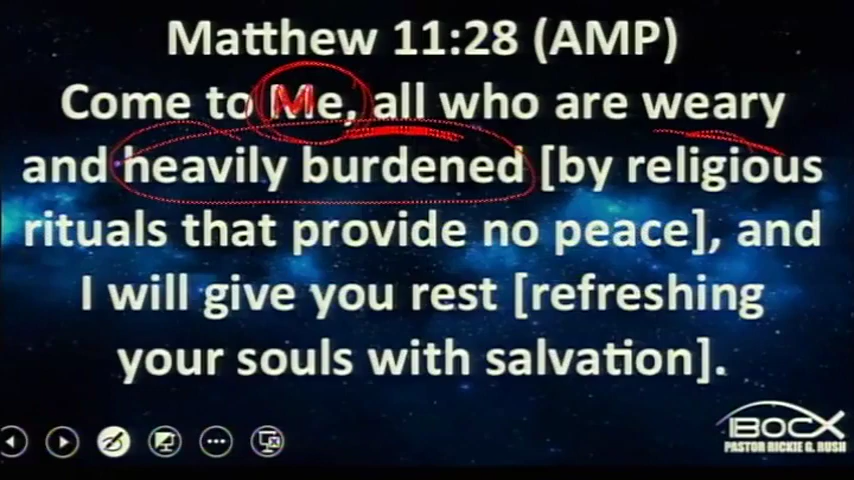 Matthew 11:28 (AMP)
Come to Me, all who are weary
and heavily burdened [by religious
rituals that provide no peace], and
I will give you rest [refreshing
your souls with salvation].
IBOCX
PASTOR RICKIE G. RUSH